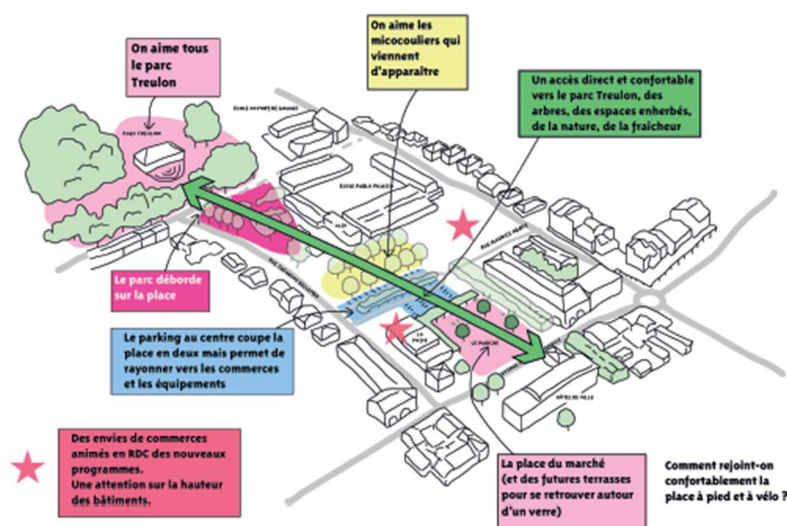 On aime tous
le parc
Treulon
On aime les
micocouliers qui
viennent
d'apparaître
Un accès direct et confortable
vers le parc Treulon, des
arbres, des espaces enherbés,
de la nature, de la fraîcheur
PARC TREULON
ÉCOLE PABLO PICASSO
Le parc déborde
sur la place
Le parking au centre coupe la
place en deux mais permet de
rayonner vers les commerces
et les équipements
LA
POSTE
LE MARCHÉ
HÔTEL DE VILLE
Des envies de commerces
animés en RDC des nouveaux
programmes.
Une attention sur la hauteur
des bâtiments.
La place du marché
(et des futures terrasses
pour se retrouver autour
d'un verre)
Comment rejoint-on
confortablement la
place à pied et à vélo ?